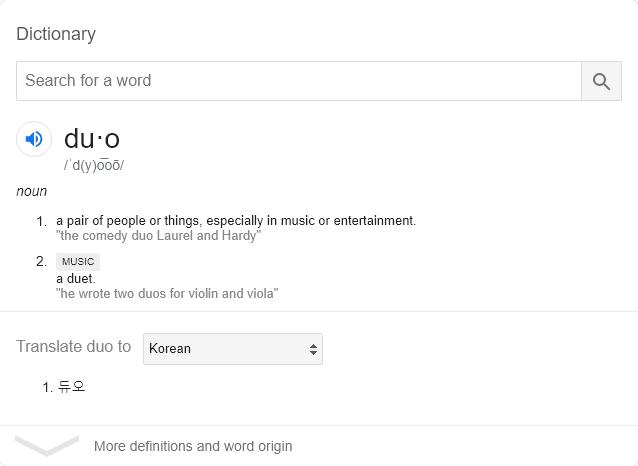 Dictionary
Search for a word
du·o
/ˈd(y)o͞oō/
noun
1. a pair of people or things, especially in music or entertainment.
"the comedy duo Laurel and Hardy"
2. MUSIC
a duet.
"he wrote two duos for violin and viola"
Translate duo to Korean
1. 듀오
More definitions and word origin